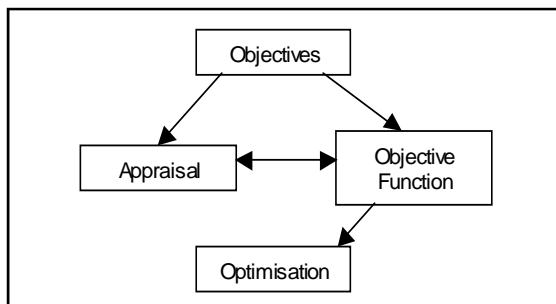 Objectives
Appraisal
Objective
Function
Optimisation